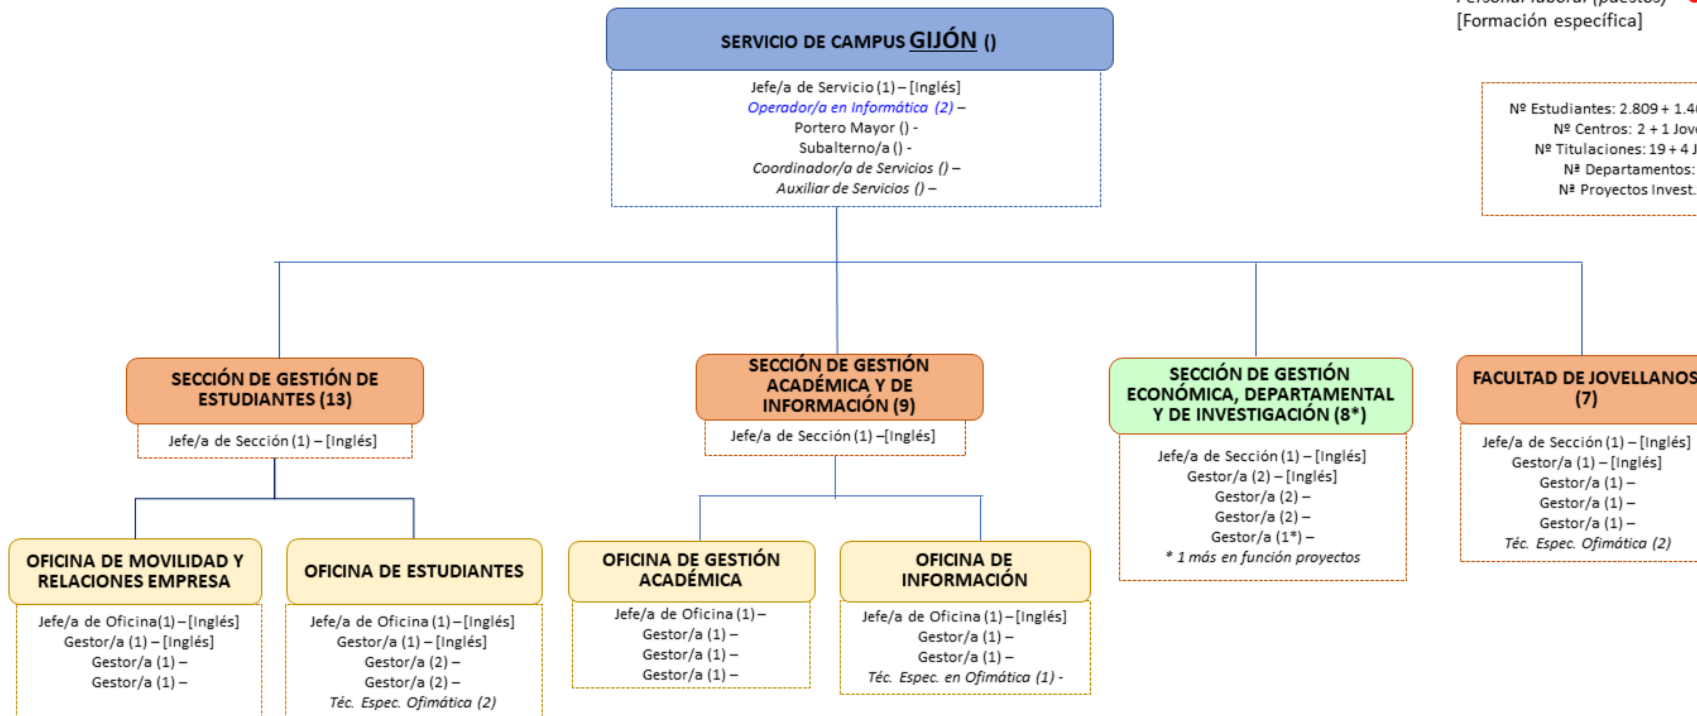 Personal laboral (puestos)
[Formación específica]
SERVICIO DE CAMPUS GIJÓN ()
Jefe/a de Servicio (1) – [Inglés]
Operador/a en Informática (2) –
Portero Mayor () -
Subalterno/a () -
Coordinador/a de Servicios () –
Auxiliar de Servicios () –
Nº Estudiantes: 2.809 + 1.4
Nº Centros: 2 + 1 Jov
Nº Titulaciones: 19 + 4 J
Nª Departamentos:
Nª Proyectos Invest.
SECCIÓN DE GESTIÓN DE
ESTUDIANTES (13)
Jefe/a de Sección (1) – [Inglés]
SECCIÓN DE GESTIÓN
ACADÉMICA Y DE
INFORMACIÓN (9)
Jefe/a de Sección (1) –[Inglés]
SECCIÓN DE GESTIÓN
ECONÓMICA, DEPARTAMENTAL
Y DE INVESTIGACIÓN (8*)
Jefe/a de Sección (1) – [Inglés]
Gestor/a (2) – [Inglés]
Gestor/a (2) –
Gestor/a (2) –
Gestor/a (1*) –
* 1 más en función proyectos
FACULTAD DE JOVELLANOS
(7)
Jefe/a de Sección (1) – [Inglés]
Gestor/a (1) – [Inglés]
Gestor/a (1) –
Gestor/a (1) –
Gestor/a (1) –
Téc. Espec. Ofimática (2)
OFICINA DE MOVILIDAD Y
RELACIONES EMPRESA
Jefe/a de Oficina(1) – [Inglés]
Gestor/a (1) – [Inglés]
Gestor/a (1) –
Gestor/a (1) –
OFICINA DE ESTUDIANTES
Jefe/a de Oficina (1) – [Inglés]
Gestor/a (1) – [Inglés]
Gestor/a (2) –
Gestor/a (2) –
Téc. Espec. Ofimática (2)
OFICINA DE GESTIÓN
ACADÉMICA
Jefe/a de Oficina (1) –
Gestor/a (1) –
Gestor/a (1) –
Gestor/a (1) –
OFICINA DE
INFORMACIÓN
Jefe/a de Oficina (1) – [Inglés]
Gestor/a (1) –
Gestor/a (1) –
Téc. Espec. en Ofimática (1) -